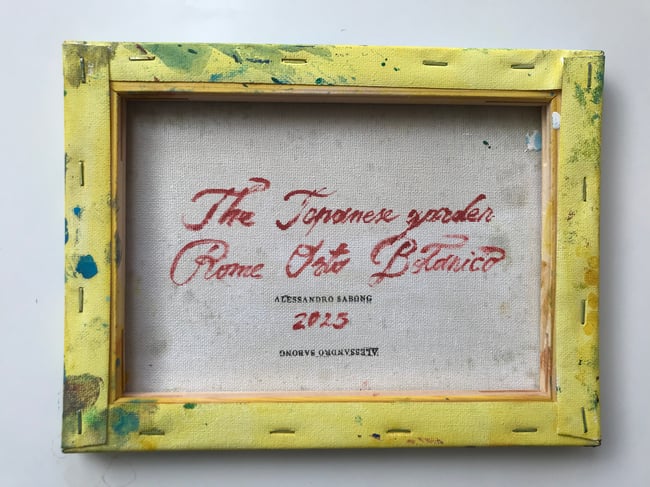 The Japanese garden
Rome Orto Botanico
ALESSANDRO SABONG
2023
ALESSANDRO SABONG